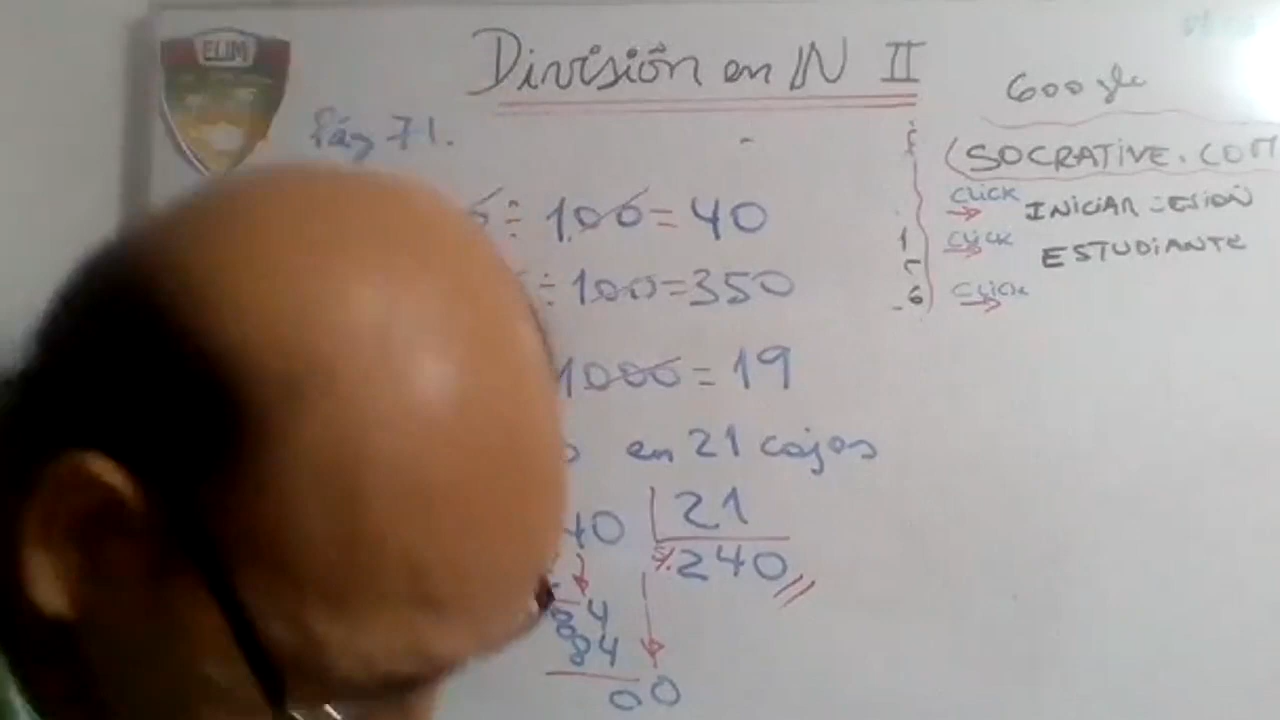 ELIM
División en IN II
Pág 71.
Google
(SOCRATIVE.COM
÷ 100 = 40
CLICK INICIAR SESIÓN
÷ 100 = 350
CLICK ESTUDIANTE
CLICK
1000 = 19
en 21 cajas
40 21
S/. 240
84
84
00